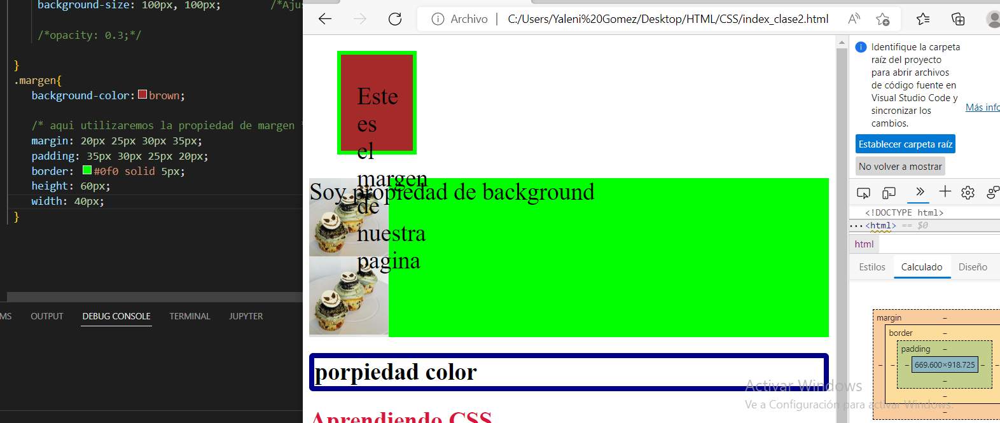 background-size: 100px, 100px; /*Ajus
/*opacity: 0.3;*/
}
.margen{
background-color: brown;
/* aqui utilizaremos la propiedad de margen
margin: 20px 25px 30px 35px;
padding: 35px 30px 25px 20px;
border: #0f0 solid 5px;
height: 60px;
width: 40px;
}
MS OUTPUT DEBUG CONSOLE TERMINAL JUPYTER
Archivo | C:/Users/Yaleni%20Gomez/Desktop/HTML/CSS/index_clase2.html
Este
es
el
margen
de
nuestra
pagina
Soy propiedad de background
porpiedad color
Aprendiendo CSS
Identifique la carpeta
raíz del proyecto
para abrir archivos
de código fuente en
Visual Studio Code y
sincronizar los
cambios.
Más info
Establecer carpeta raíz
No volver a mostrar
<!DOCTYPE html>
...<html> == $0
html
Estilos Calculado Diseño
margin –
border –
padding –
– – – 669.600×918.725 – –
–
–
–
Activar Windows
Ve a Configuración para activar Windows.